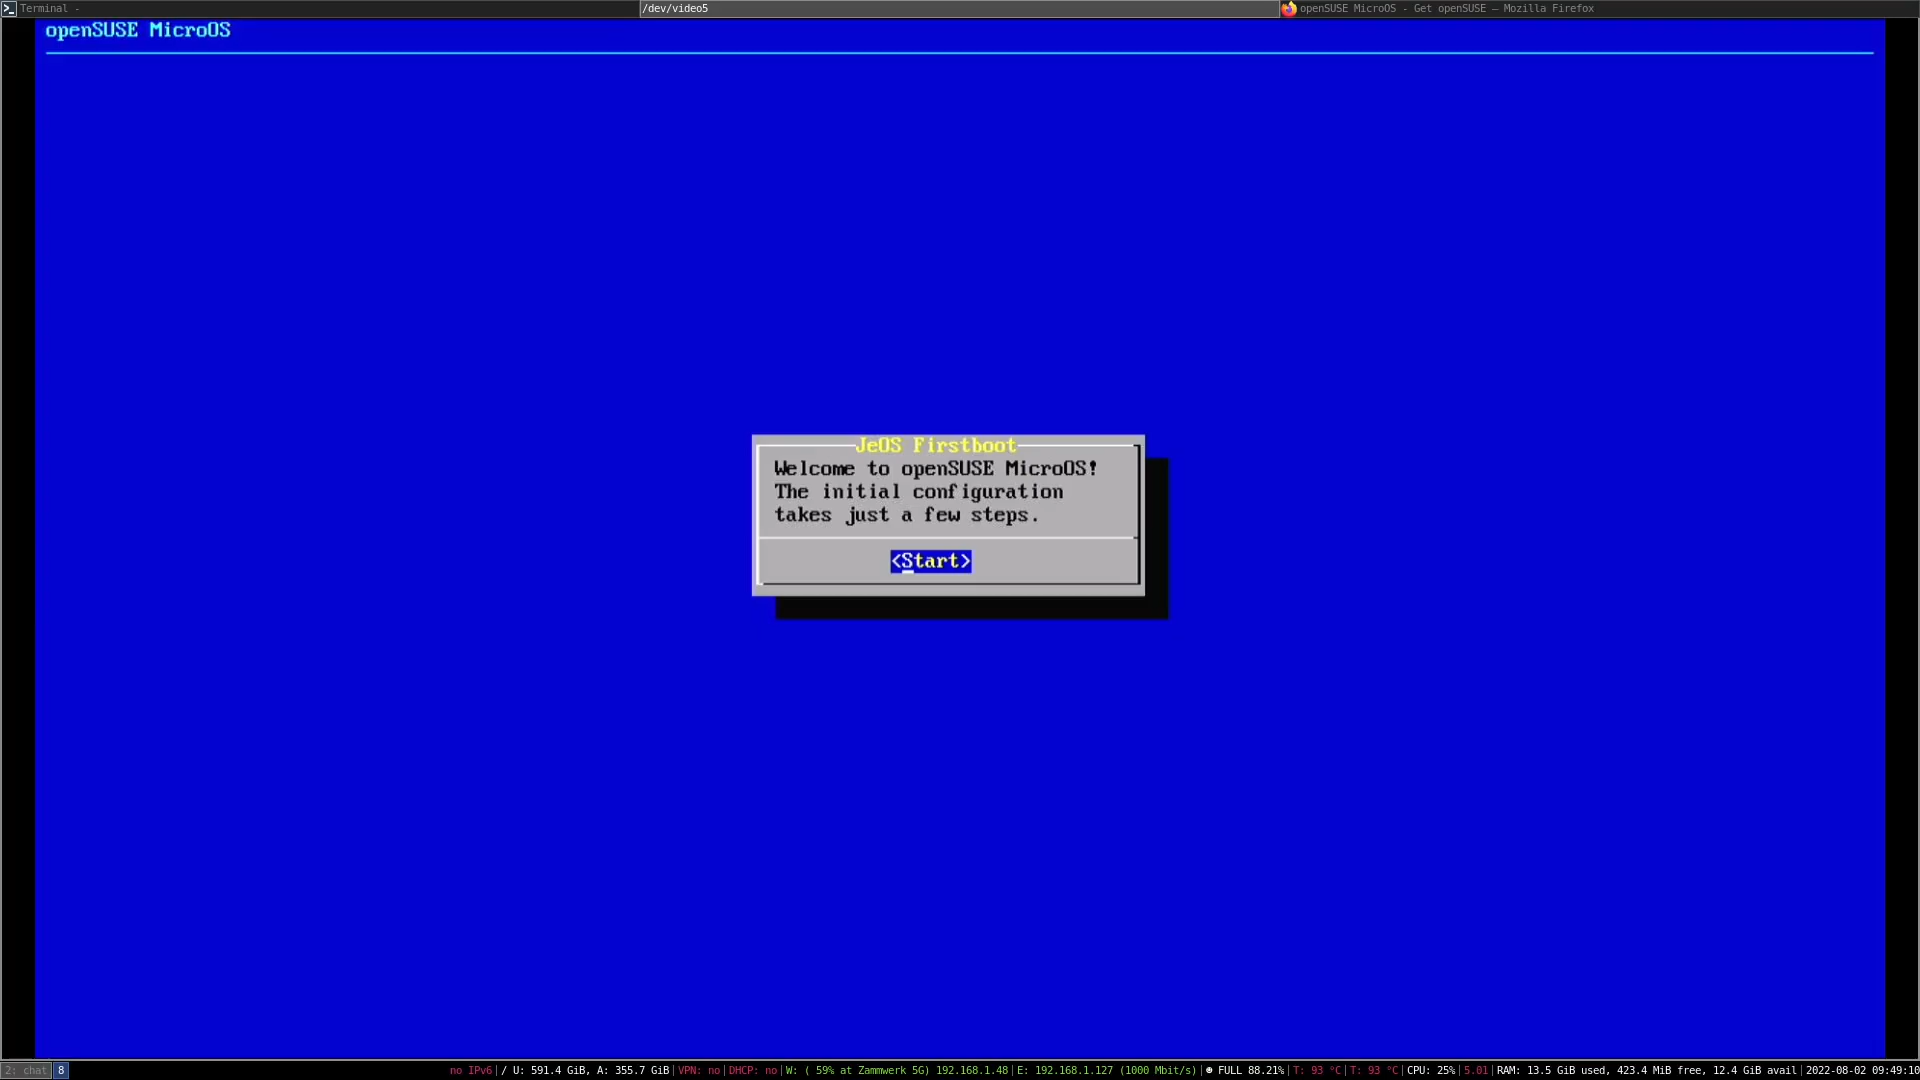 Terminal -
/dev/video5
openSUSE MicroOS - Get openSUSE — Mozilla Firefox
openSUSE MicroOS
JeOS Firstboot
Welcome to openSUSE MicroOS!
The initial configuration
takes just a few steps.
<Start>
2: chat 8 no IPv6|/ U: 591.4 GiB, A: 355.7 GiB|VPN: no|DHCP: no|W: ( 59% at Zammwerk 5G) 192.168.1.48|E: 192.168.1.127 (1000 Mbit/s)|☻ FULL 88.21%|T: 93 °C|T: 93 °C|CPU: 25%|5.01|RAM: 13.5 GiB used, 423.4 MiB free, 12.4 GiB avail|2022-08-02 09:49:10